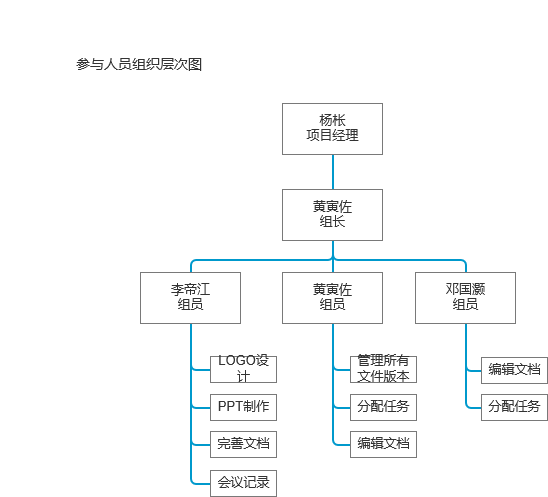 参与人员组织层次图
杨枨
项目经理
黄寅佐
组长
李帝江
组员
黄寅佐
组员
邓国灏
组员
LOGO设
计
PPT制作
完善文档
会议记录
管理所有
文件版本
分配任务
编辑文档
编辑文档
分配任务